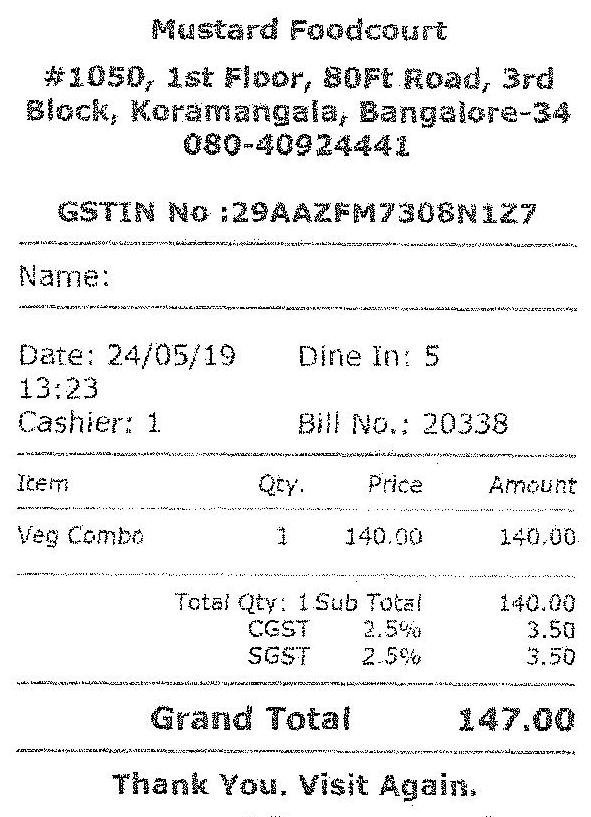 Mustard Foodcourt
#1050, 1st Floor, 80Ft Road, 3rd
Block, Koramangala, Bangalore-34
080-40924441
GSTIN No :29AAZFM7308N1Z7
Name:
Date: 24/05/19 Dine In: 5
13:23
Cashier: 1 Bill No.: 20338
Item Qty. Price Amount
Veg Combo 1 140.00 140.00
Total Qty: 1 Sub Total 140.00
CGST 2.5% 3.50
SGST 2.5% 3.50
Grand Total 147.00
Thank You. Visit Again.